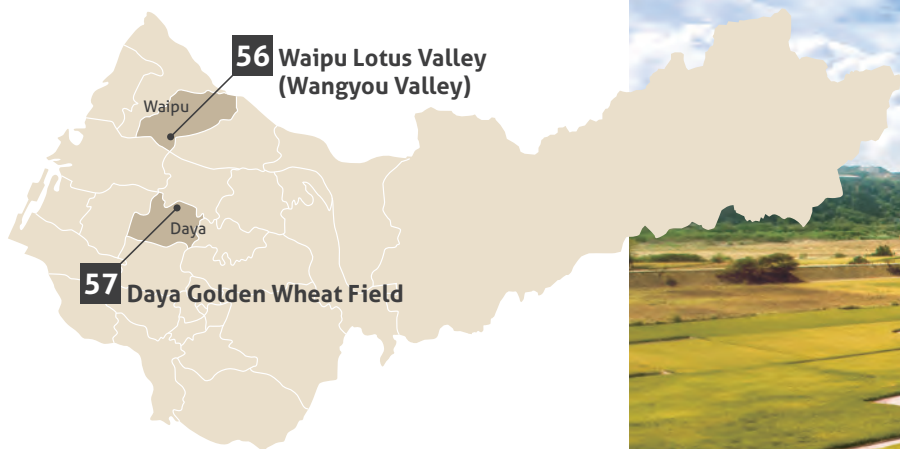 56 Waipu Lotus Valley
(Wangyou Valley)
Waipu
Daya
57 Daya Golden Wheat Field